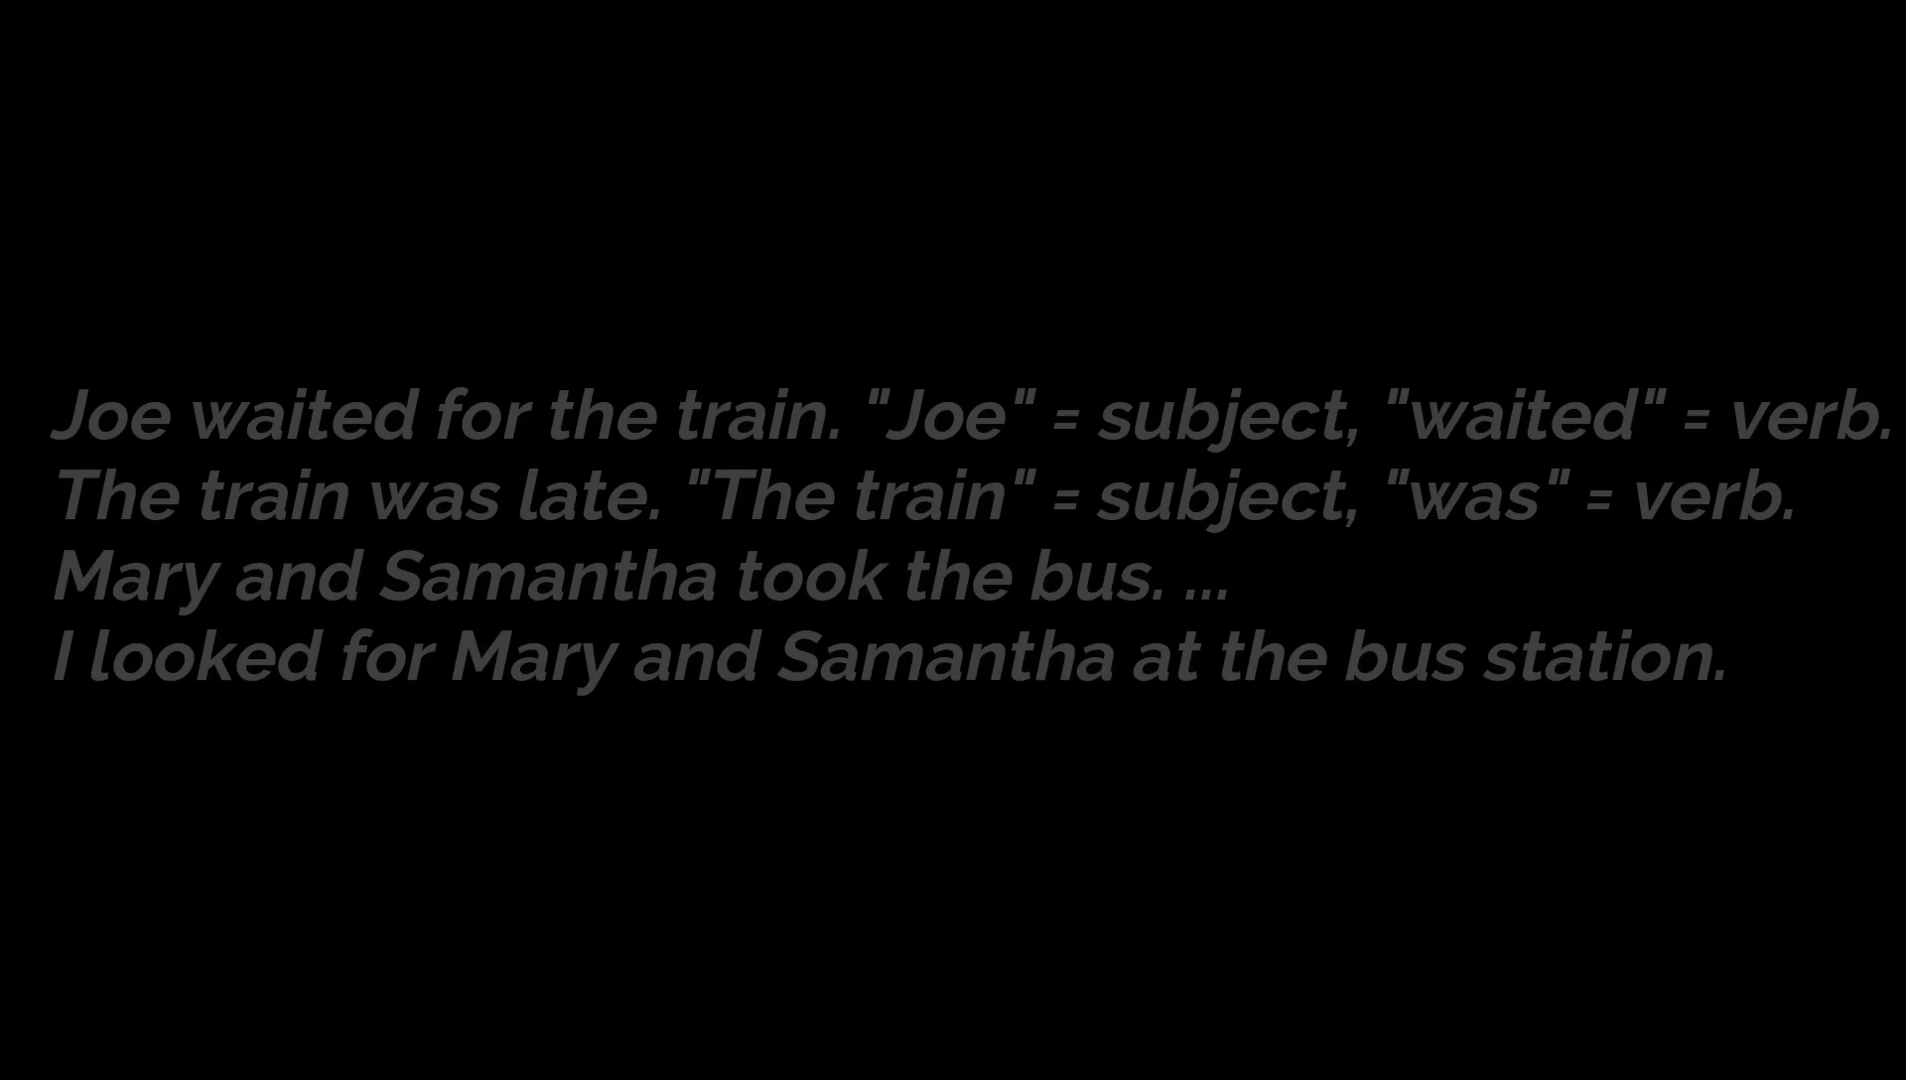 Joe waited for the train. "Joe" = subject, "waited" = verb.
The train was late. "The train" = subject, "was" = verb.
Mary and Samantha took the bus. ...
I looked for Mary and Samantha at the bus station.